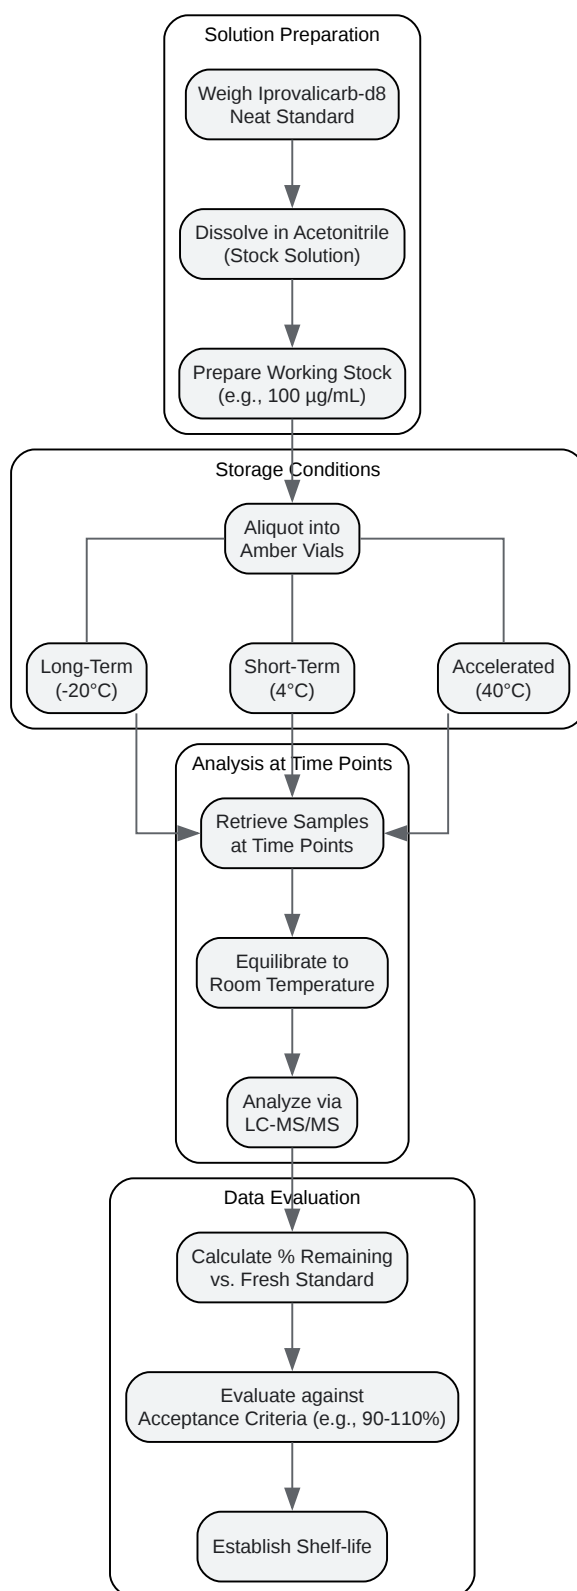 Solution Preparation
Weigh Iprovalicarb-d8
Neat Standard
Dissolve in Acetonitrile
(Stock Solution)
Prepare Working Stock
(e.g., 100 µg/mL)
Storage Conditions
Aliquot into
Amber Vials
Long-Term
(-20°C)
Short-Term
(4°C)
Accelerated
(40°C)
Analysis at Time Points
Retrieve Samples
at Time Points
Equilibrate to
Room Temperature
Analyze via
LC-MS/MS
Data Evaluation
Calculate % Remaining
vs. Fresh Standard
Evaluate against
Acceptance Criteria (e.g., 90-110%)
Establish Shelf-life